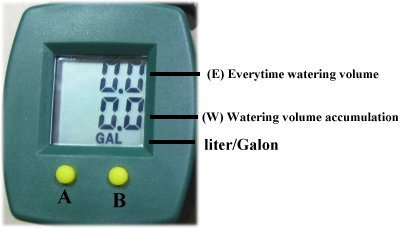 0.0
(E) Everytime watering volume
0.0
(W) Watering volume accumulation
GAL
liter/Galon
A B